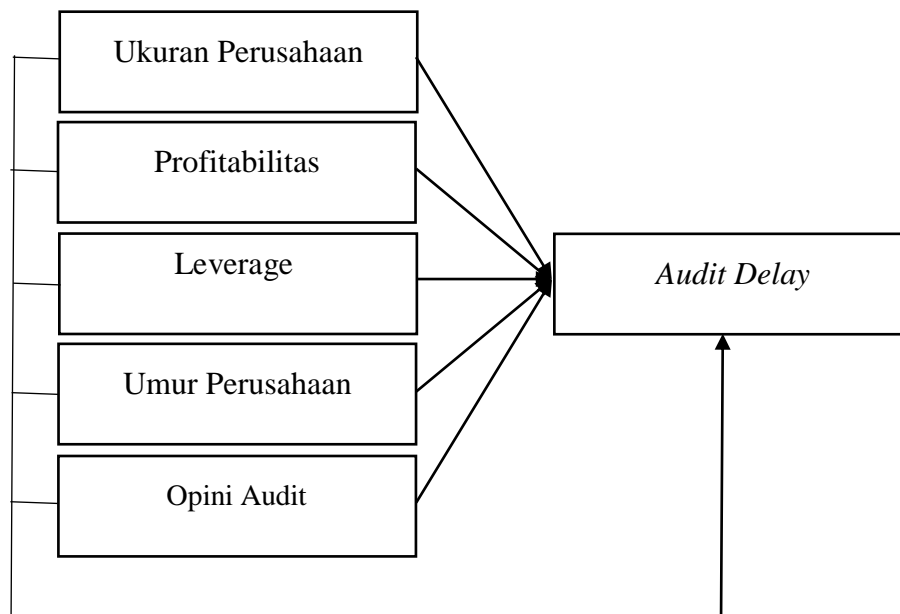 Ukuran Perusahaan
Profitabilitas
Leverage
Audit Delay
Umur Perusahaan
Opini Audit